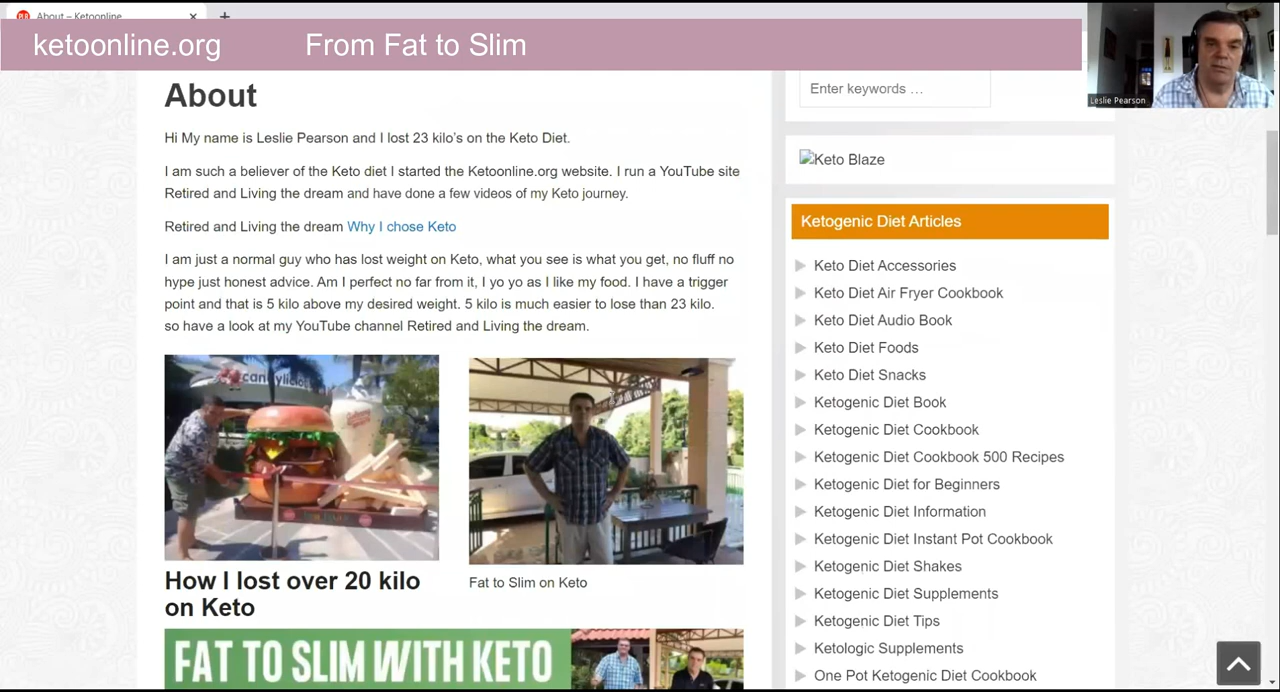 About – Ketoonline
ketoonline.org From Fat to Slim
Leslie Pearson
About
Hi My name is Leslie Pearson and I lost 23 kilo's on the Keto Diet.
I am such a believer of the Keto diet I started the Ketoonline.org website. I run a YouTube site
Retired and Living the dream and have done a few videos of my Keto journey.
Retired and Living the dream Why I chose Keto
I am just a normal guy who has lost weight on Keto, what you see is what you get, no fluff no
hype just honest advice. Am I perfect no far from it, I yo yo as I like my food. I have a trigger
point and that is 5 kilo above my desired weight. 5 kilo is much easier to lose than 23 kilo.
so have a look at my YouTube channel Retired and Living the dream.
candylicious
How I lost over 20 kilo
on Keto
Fat to Slim on Keto
FAT TO SLIM WITH KETO
Enter keywords …
Keto Blaze
Ketogenic Diet Articles
Keto Diet Accessories
Keto Diet Air Fryer Cookbook
Keto Diet Audio Book
Keto Diet Foods
Keto Diet Snacks
Ketogenic Diet Book
Ketogenic Diet Cookbook
Ketogenic Diet Cookbook 500 Recipes
Ketogenic Diet for Beginners
Ketogenic Diet Information
Ketogenic Diet Instant Pot Cookbook
Ketogenic Diet Shakes
Ketogenic Diet Supplements
Ketogenic Diet Tips
Ketologic Supplements
One Pot Ketogenic Diet Cookbook